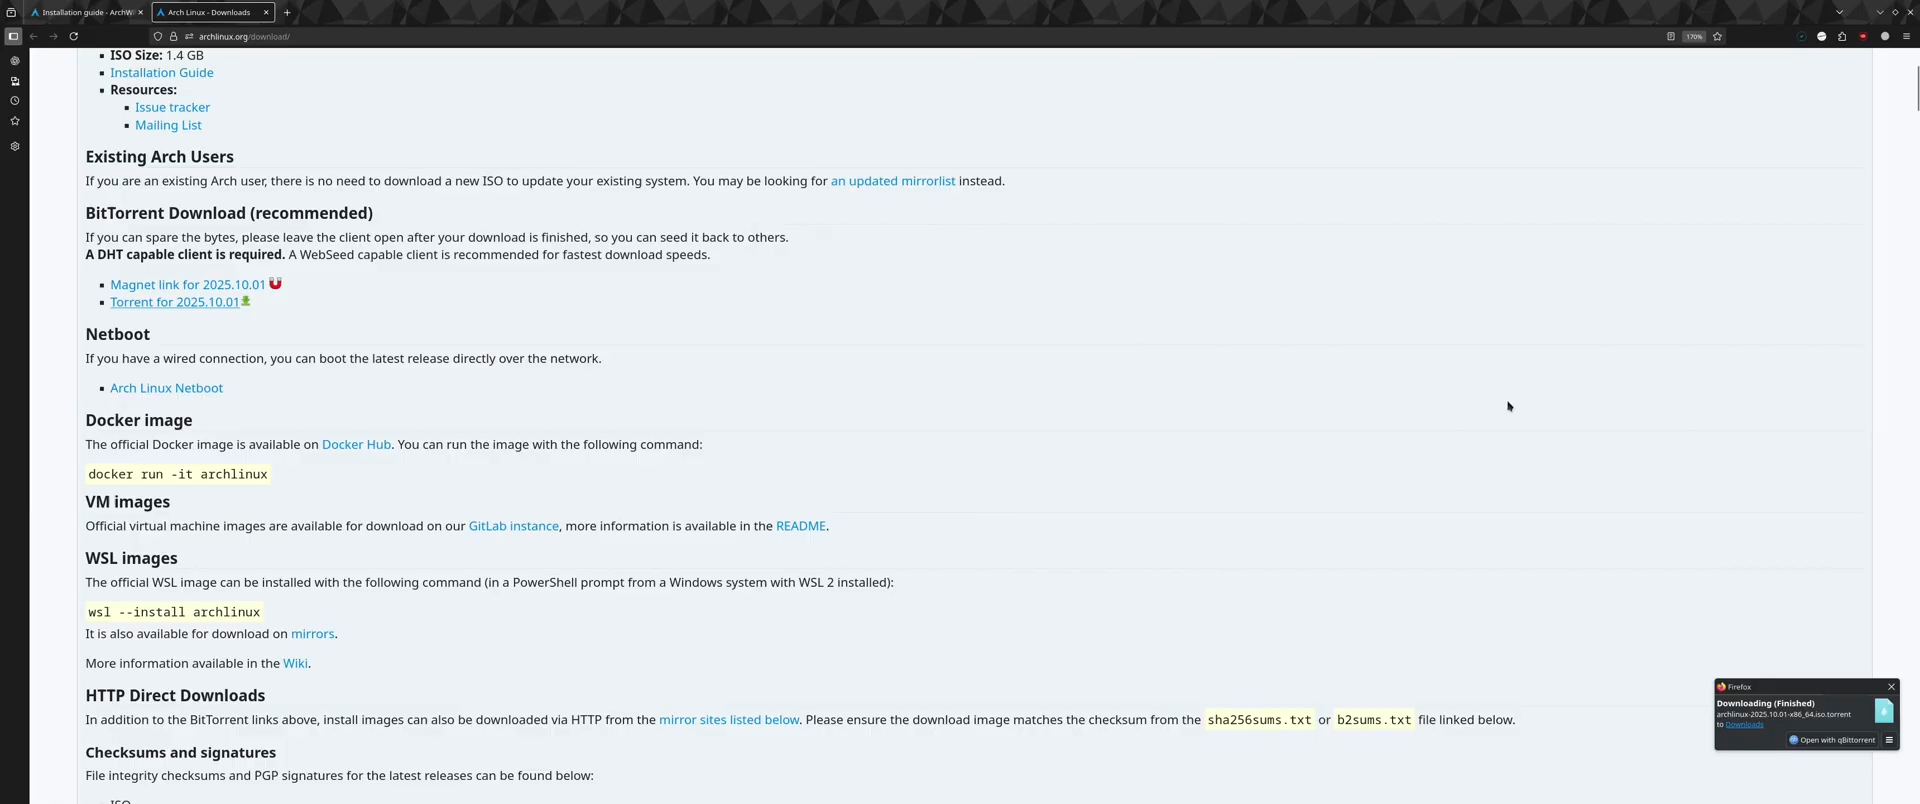 Installation guide - ArchWi
Arch Linux - Downloads
archlinux.org/download/
170%
ISO Size: 1.4 GB
Installation Guide
Resources:
Issue tracker
Mailing List
Existing Arch Users
If you are an existing Arch user, there is no need to download a new ISO to update your existing system. You may be looking for an updated mirrorlist instead.
BitTorrent Download (recommended)
If you can spare the bytes, please leave the client open after your download is finished, so you can seed it back to others.
A DHT capable client is required. A WebSeed capable client is recommended for fastest download speeds.
Magnet link for 2025.10.01
Torrent for 2025.10.01
Netboot
If you have a wired connection, you can boot the latest release directly over the network.
Arch Linux Netboot
Docker image
The official Docker image is available on Docker Hub. You can run the image with the following command:
docker run -it archlinux
VM images
Official virtual machine images are available for download on our GitLab instance, more information is available in the README.
WSL images
The official WSL image can be installed with the following command (in a PowerShell prompt from a Windows system with WSL 2 installed):
wsl --install archlinux
It is also available for download on mirrors.
More information available in the Wiki.
HTTP Direct Downloads
In addition to the BitTorrent links above, install images can also be downloaded via HTTP from the mirror sites listed below. Please ensure the download image matches the checksum from the sha256sums.txt or b2sums.txt file linked below.
Checksums and signatures
File integrity checksums and PGP signatures for the latest releases can be found below:
ISO
Firefox
Downloading (Finished)
archlinux-2025.10.01-x86_64.iso.torrent
to Downloads
Open with qBittorrent